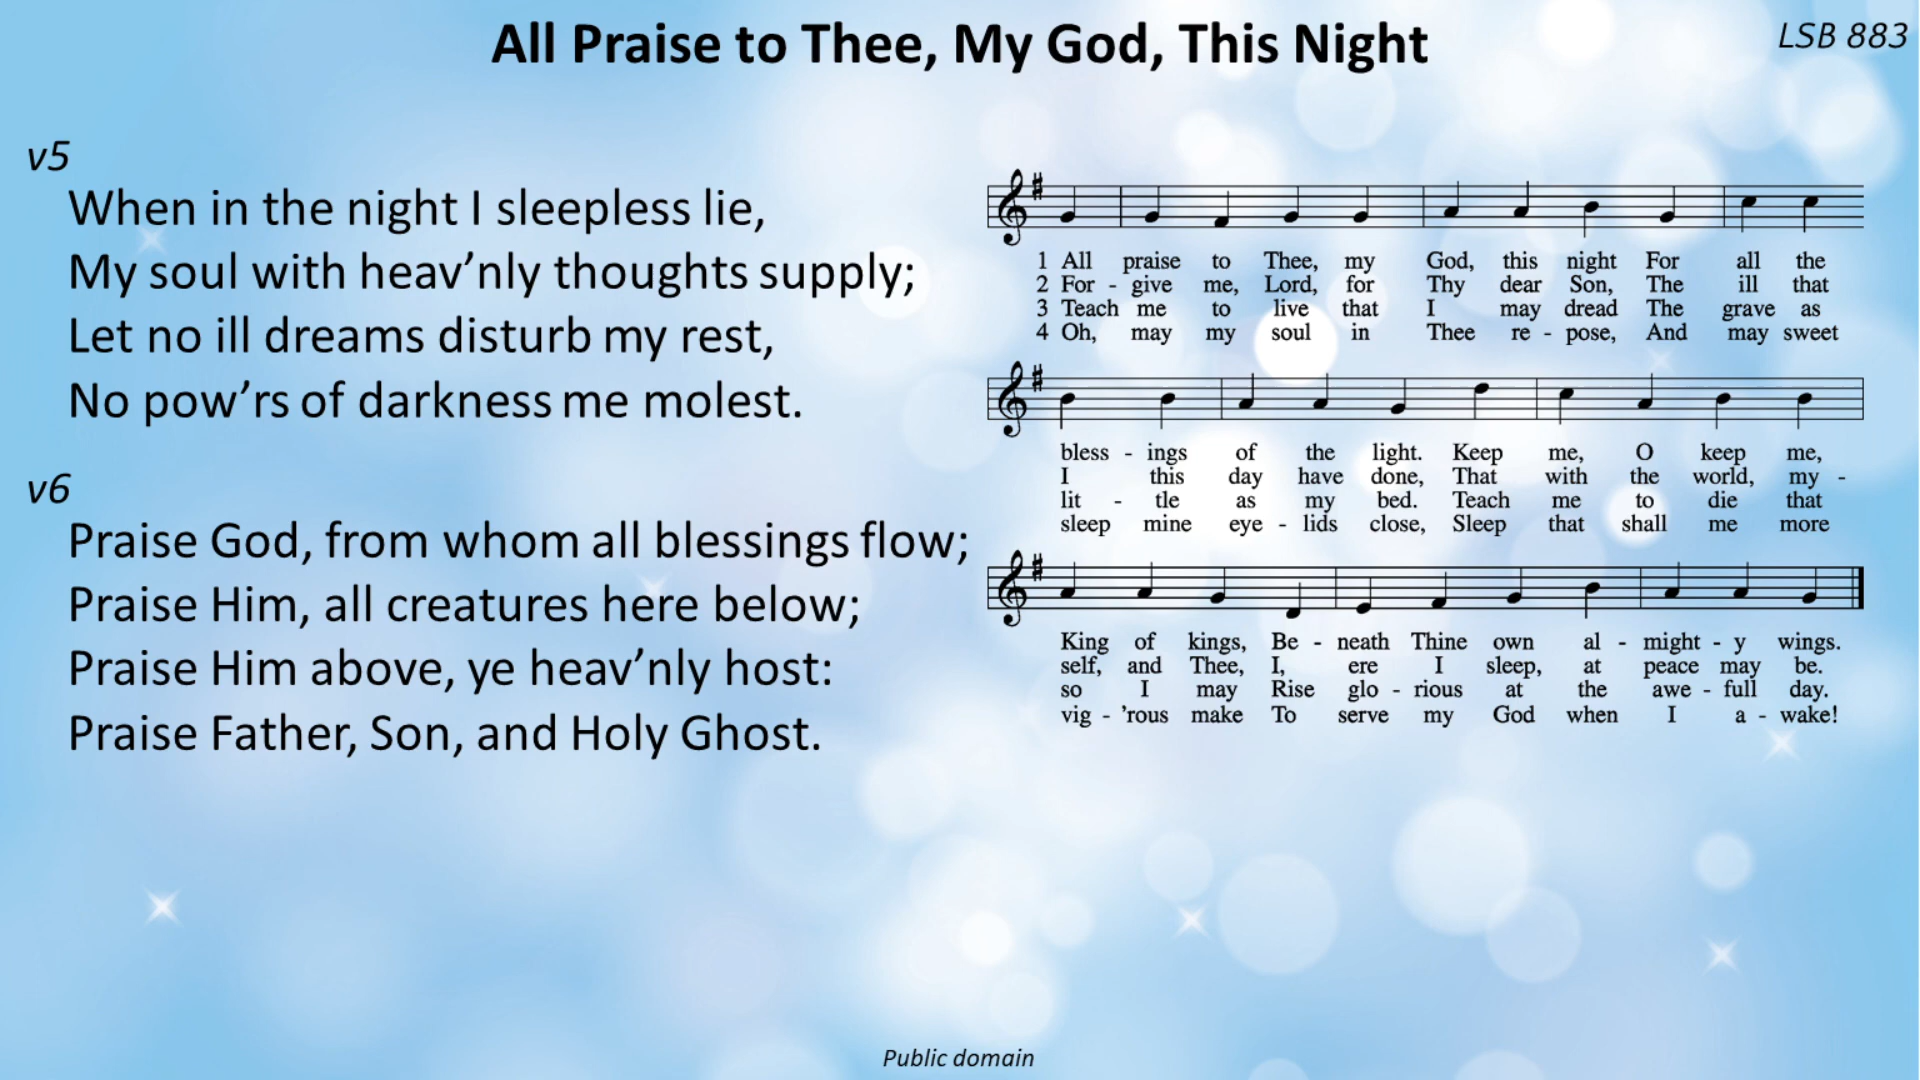 All Praise to Thee, My God, This Night
LSB 883
v5
When in the night I sleepless lie,
My soul with heav’nly thoughts supply;
Let no ill dreams disturb my rest,
No pow’rs of darkness me molest.
v6
Praise God, from whom all blessings flow;
Praise Him, all creatures here below;
Praise Him above, ye heav’nly host:
Praise Father, Son, and Holy Ghost.
1 All praise to Thee, my God, this night For all the
2 For - give me, Lord, for Thy dear Son, The ill that
3 Teach me to live that I may dread The grave as
4 Oh, may my soul in Thee re - pose, And may sweet
bless - ings of the light. Keep me, O keep me,
I this day have done, That with the world, my -
lit - tle as my bed. Teach me to die that
sleep mine eye - lids close, Sleep that shall me more
King of kings, Be - neath Thine own al - might - y wings.
self, and Thee, I, ere I sleep, at peace may be.
so I may Rise glo - rious at the awe - full day.
vig - ’rous make To serve my God when I a - wake!
Public domain